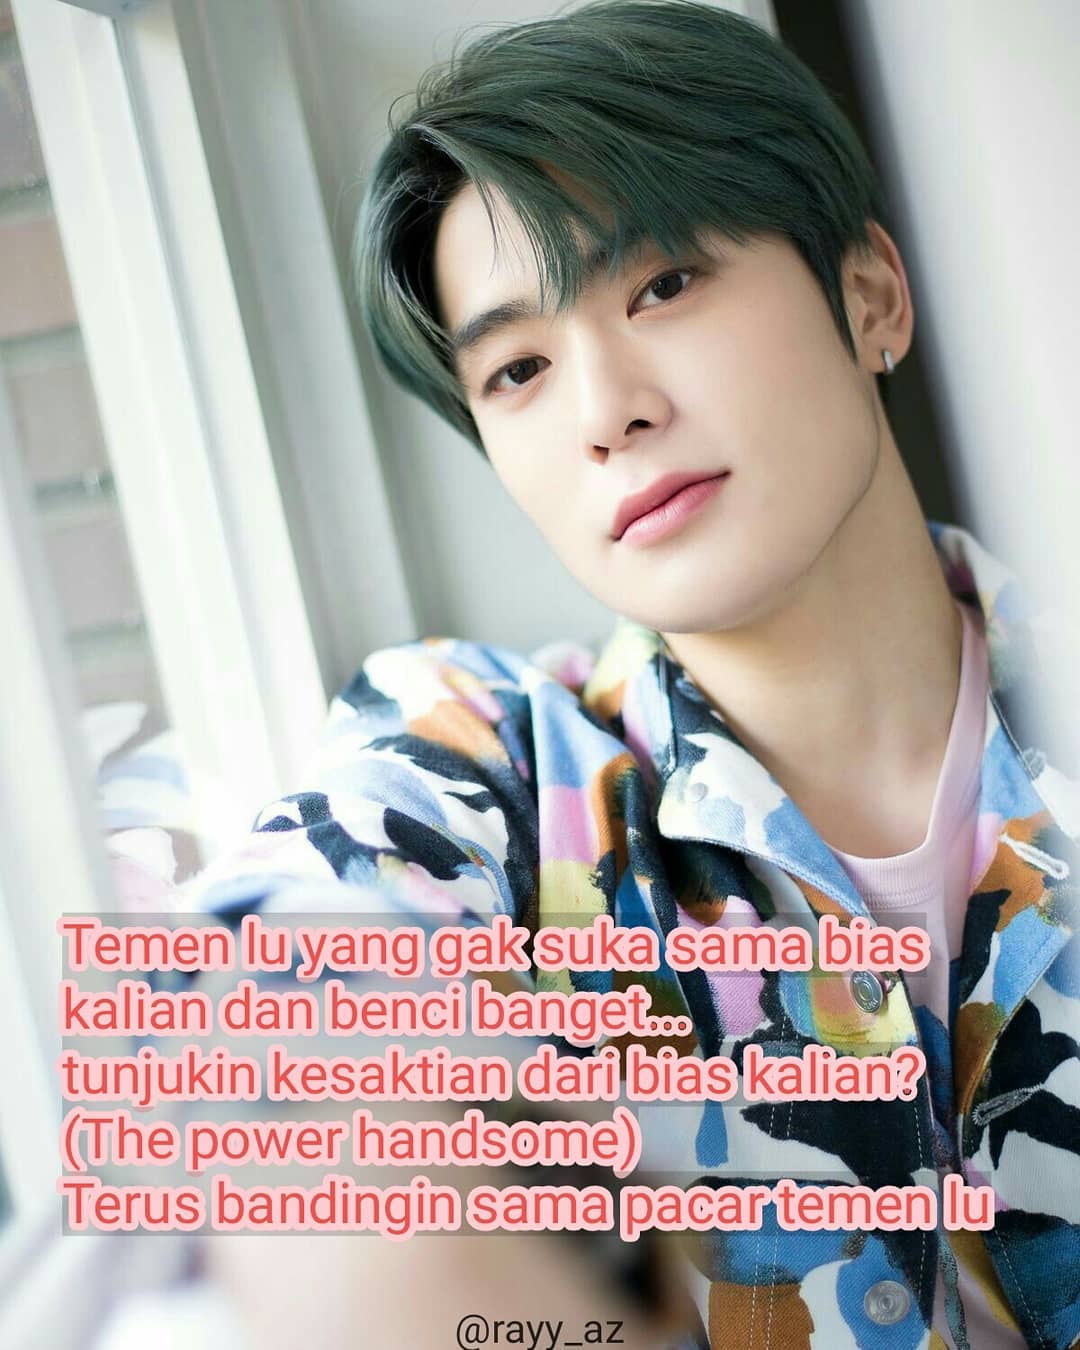 Temen lu yang gak suka sama bias
kalian dan benci banget...
tunjukin kesaktian dari bias kalian?
(The power handsome)
Terus bandingin sama pacar temen lu
@rayy_az